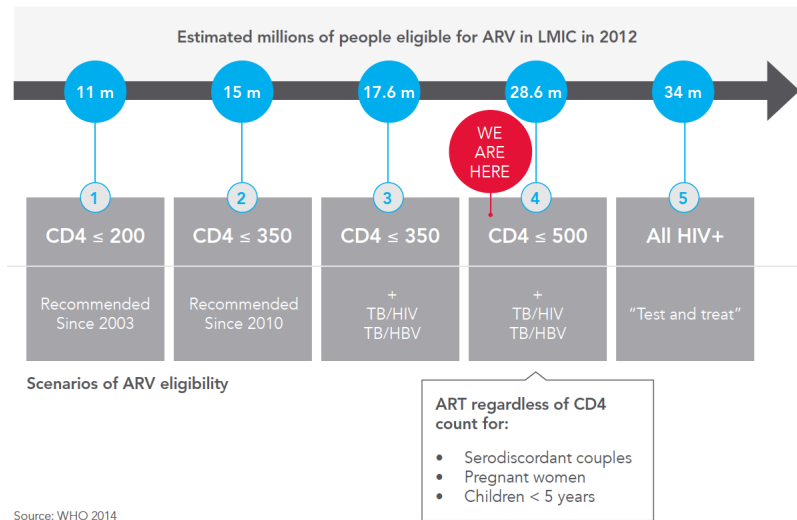 Estimated millions of people eligible for ARV in LMIC in 2012
11 m
15 m
17.6 m
28.6 m
34 m
WE
ARE
HERE
1
2
3
4
5
CD4 ≤ 200
CD4 ≤ 350
CD4 ≤ 350
CD4 ≤ 500
All HIV+
Recommended
Since 2003
Recommended
Since 2010
+
TB/HIV
TB/HBV
+
TB/HIV
TB/HBV
“Test and treat”
Scenarios of ARV eligibility
ART regardless of CD4
count for:
• Serodiscordant couples
• Pregnant women
• Children < 5 years
Source: WHO 2014